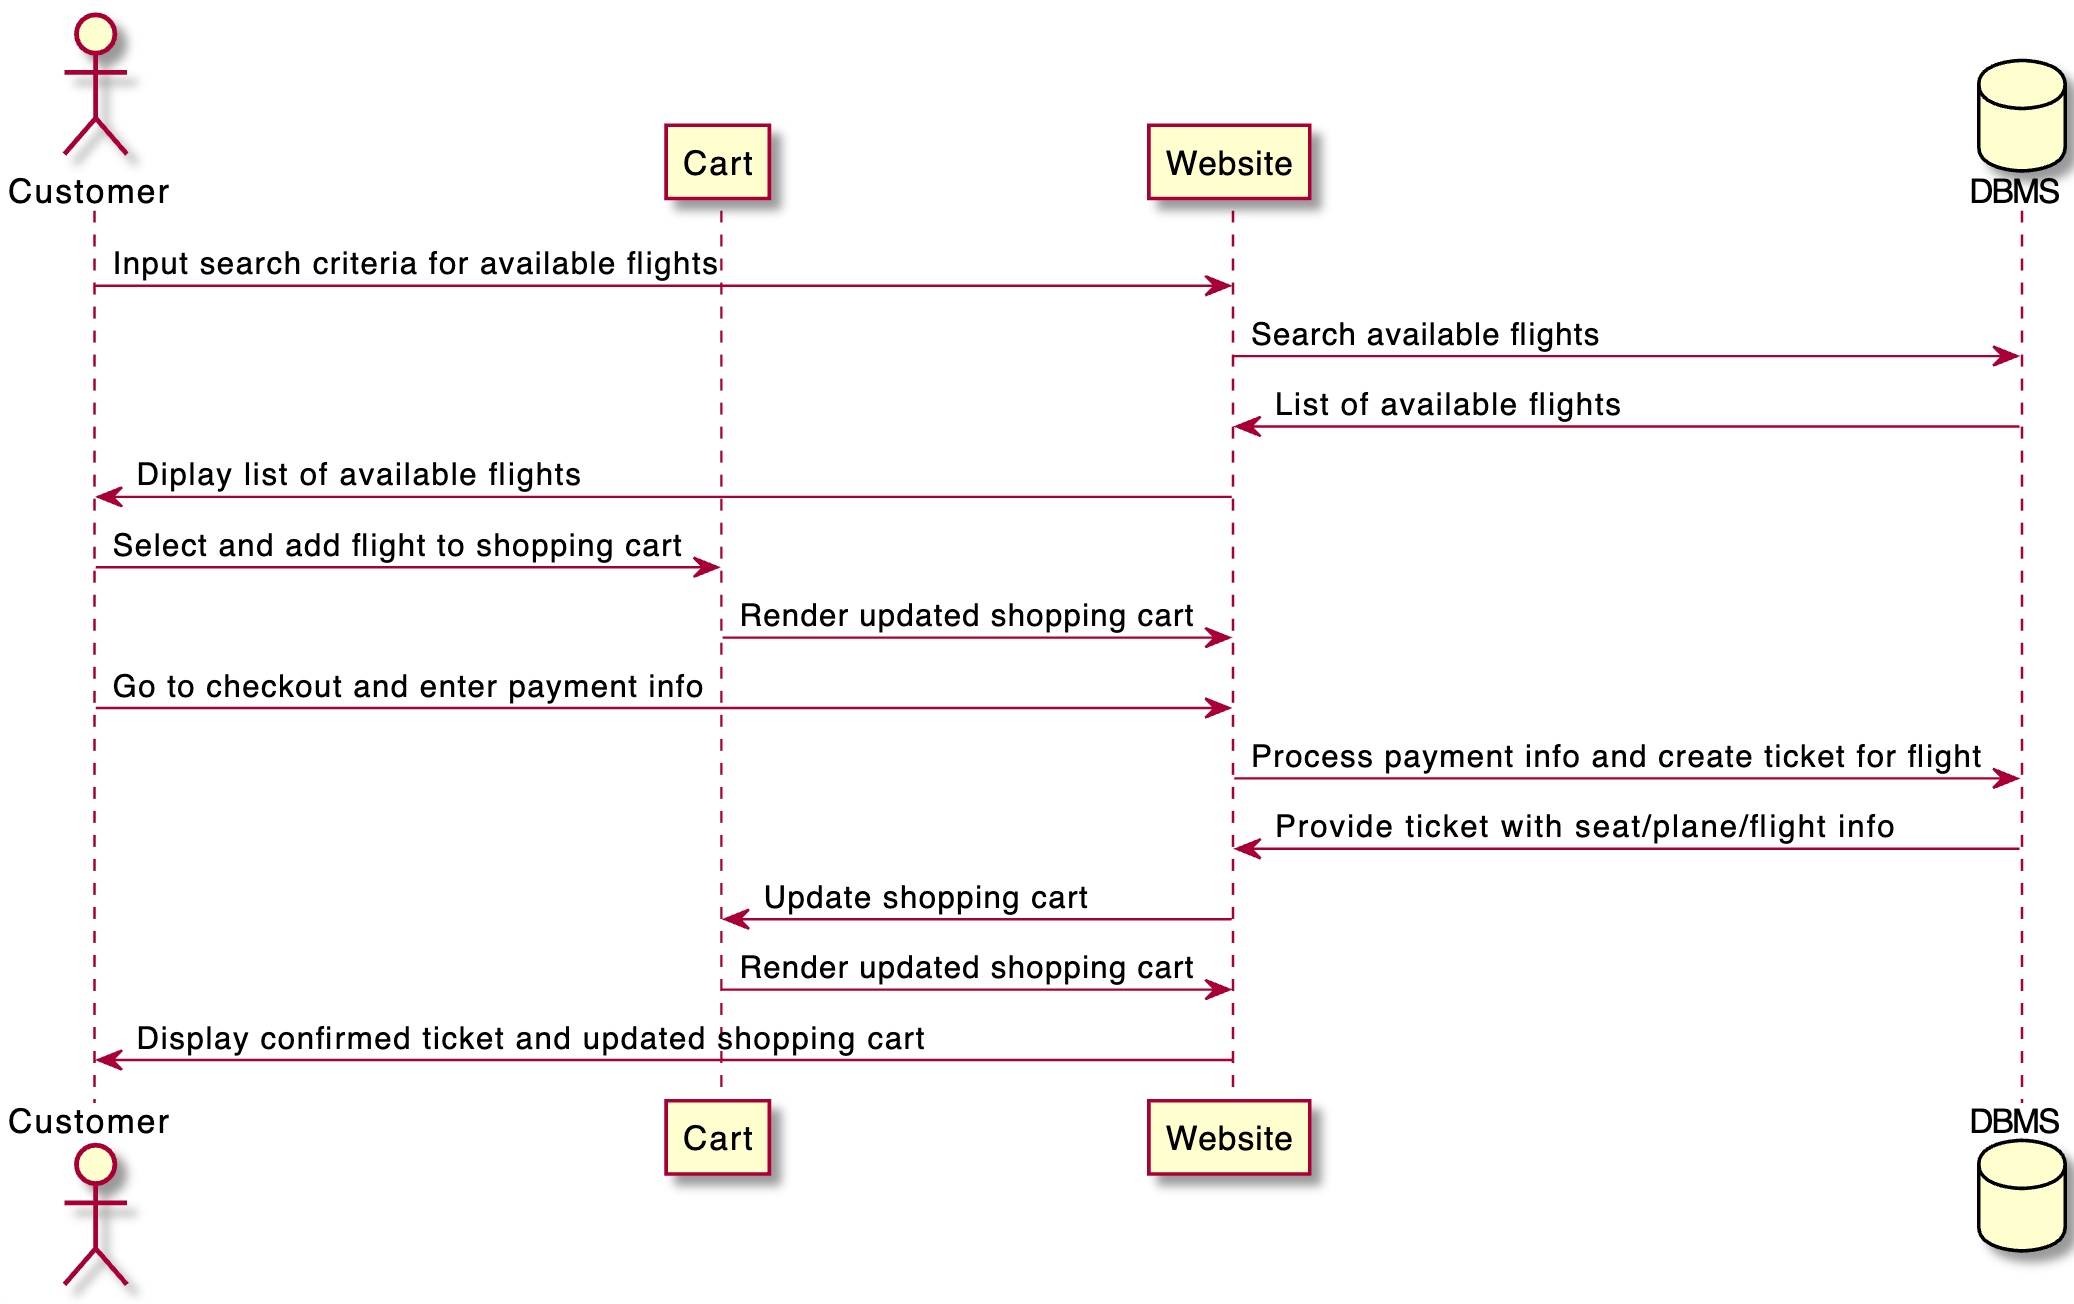 Customer
Cart
Website
DBMS
Input search criteria for available flights
Search available flights
List of available flights
Diplay list of available flights
Select and add flight to shopping cart
Render updated shopping cart
Go to checkout and enter payment info
Process payment info and create ticket for flight
Provide ticket with seat/plane/flight info
Update shopping cart
Render updated shopping cart
Display confirmed ticket and updated shopping cart
Customer
Cart
Website
DBMS